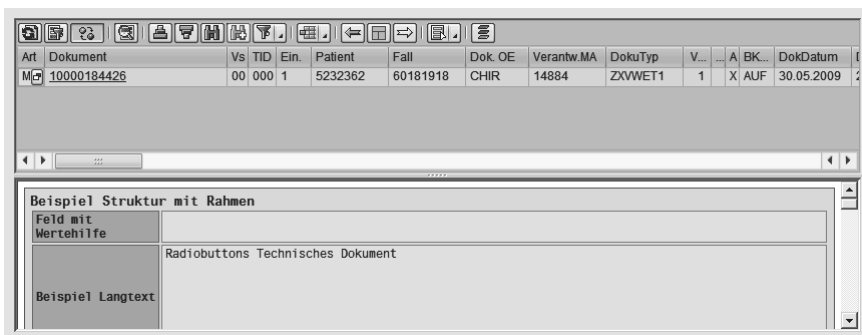 Art Dokument Vs TID Ein. Patient Fall Dok. OE Verantw.MA DokuTyp V... ... A BK... DokDatum
M 10000184426 00 000 1 5232362 60181918 CHIR 14884 ZXVWET1 1 X AUF 30.05.2009
Beispiel Struktur mit Rahmen
Feld mit
Wertehilfe
Radiobuttons Technisches Dokument
Beispiel Langtext